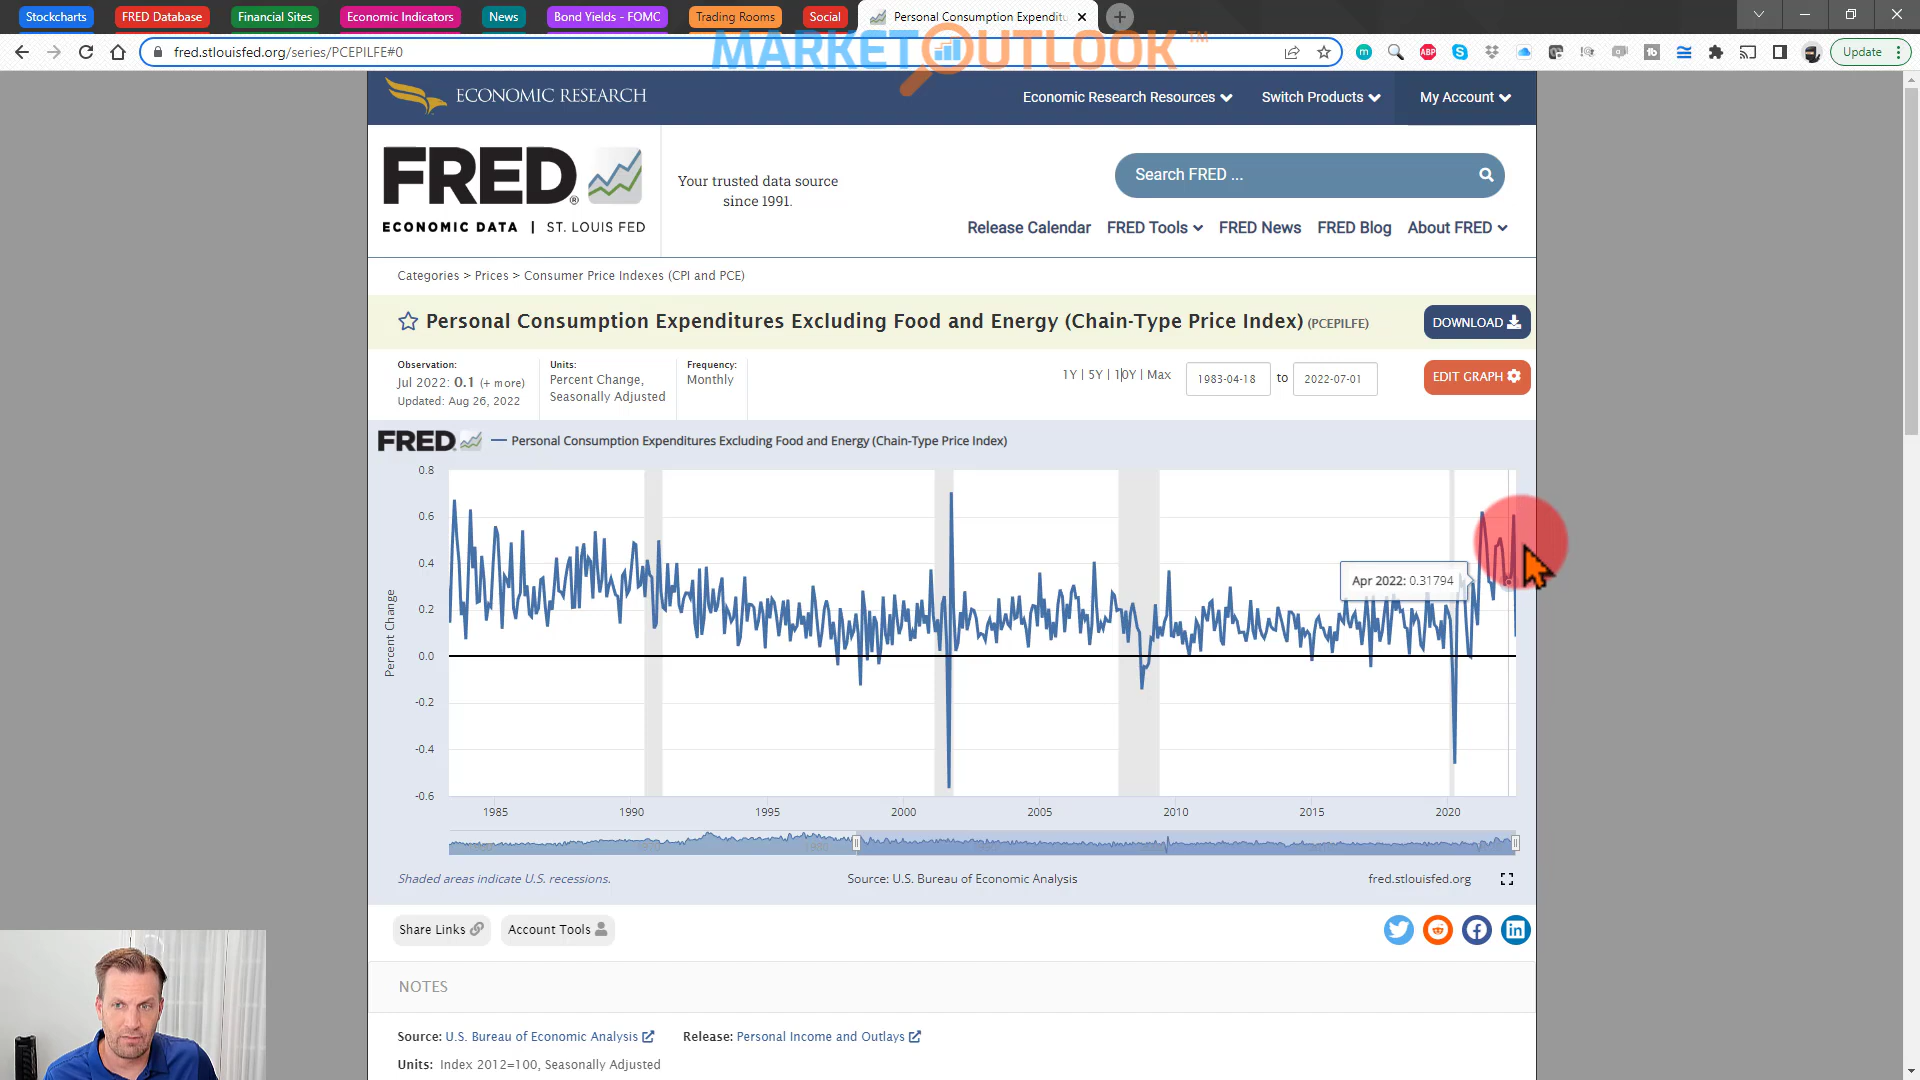 Stockcharts
FRED Database
Financial Sites
Economic Indicators
News
Bond Yields - FOMC
Trading Rooms
Social
Personal Consumption Expenditu
fred.stlouisfed.org/series/PCEPILFE#0
MARKETOUTLOOK™
ABP
Update
ECONOMIC RESEARCH
Economic Research Resources
Switch Products
My Account
FRED®
ECONOMIC DATA | ST. LOUIS FED
Your trusted data source
since 1991.
Search FRED ...
Release Calendar
FRED Tools
FRED News
FRED Blog
About FRED
Categories > Prices > Consumer Price Indexes (CPI and PCE)
Personal Consumption Expenditures Excluding Food and Energy (Chain-Type Price Index) (PCEPILFE)
DOWNLOAD
Observation:
Jul 2022: 0.1 (+ more)
Updated: Aug 26, 2022
Units:
Percent Change,
Seasonally Adjusted
Frequency:
Monthly
1Y | 5Y | 10Y | Max
1983-04-18 to 2022-07-01
EDIT GRAPH
FRED
Personal Consumption Expenditures Excluding Food and Energy (Chain-Type Price Index)
0.8
0.6
0.4
0.2
0.0
-0.2
-0.4
-0.6
Percent Change
Apr 2022: 0.31794
1985
1990
1995
2000
2005
2010
2015
2020
Shaded areas indicate U.S. recessions.
Source: U.S. Bureau of Economic Analysis
fred.stlouisfed.org
Share Links
Account Tools
NOTES
Source: U.S. Bureau of Economic Analysis
Release: Personal Income and Outlays
Units: Index 2012=100, Seasonally Adjusted